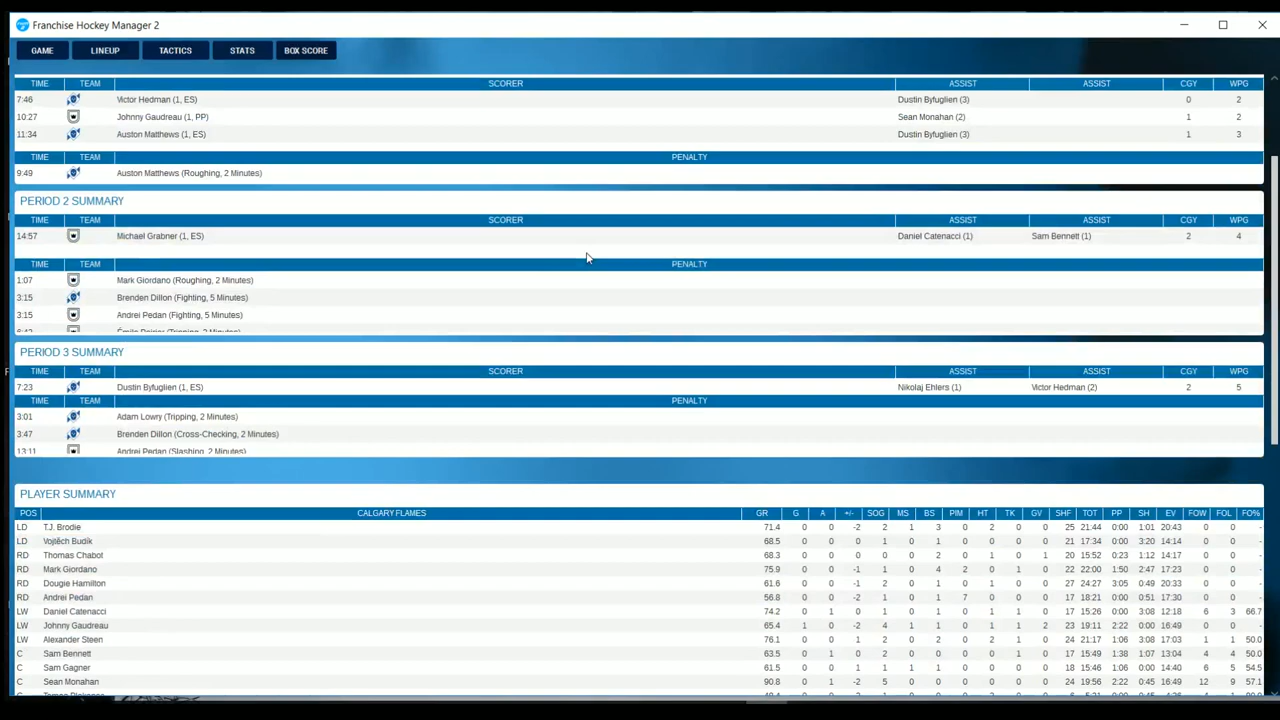 Franchise Hockey Manager 2
GAME LINEUP TACTICS STATS BOX SCORE
TIME TEAM SCORER ASSIST ASSIST CGY WPG
7:46 Victor Hedman (1, ES) Dustin Byfuglien (3) 0 2
10:27 Johnny Gaudreau (1, PP) Sean Monahan (2) 1 2
11:34 Auston Matthews (1, ES) Dustin Byfuglien (3) 1 3
TIME TEAM PENALTY
9:49 Auston Matthews (Roughing, 2 Minutes)
PERIOD 2 SUMMARY
TIME TEAM SCORER ASSIST ASSIST CGY WPG
14:57 Michael Grabner (1, ES) Daniel Catenacci (1) Sam Bennett (1) 2 4
TIME TEAM PENALTY
1:07 Mark Giordano (Roughing, 2 Minutes)
3:15 Brenden Dillon (Fighting, 5 Minutes)
3:15 Andrei Pedan (Fighting, 5 Minutes)
Émile Poirier (Tripping, 2 Minutes)
PERIOD 3 SUMMARY
TIME TEAM SCORER ASSIST ASSIST CGY WPG
7:23 Dustin Byfuglien (1, ES) Nikolaj Ehlers (1) Victor Hedman (2) 2 5
TIME TEAM PENALTY
3:01 Adam Lowry (Tripping, 2 Minutes)
3:47 Brenden Dillon (Cross-Checking, 2 Minutes)
13:11 Andrei Pedan (Slashing, 2 Minutes)
PLAYER SUMMARY
POS CALGARY FLAMES GR G A +/- SOG MS BS PIM HT TK GV SHF TOT PP SH EV FOW FOL FO%
LD T.J. Brodie 71.4 0 0 -2 2 1 3 0 2 0 0 25 21:44 0:00 1:01 20:43 0 0 -
LD Vojtěch Budík 68.5 0 0 0 1 0 1 0 0 0 0 21 17:34 0:00 3:20 14:14 0 0 -
RD Thomas Chabot 68.3 0 0 0 0 0 2 0 1 0 1 20 15:52 0:23 1:12 14:17 0 0 -
RD Mark Giordano 75.9 0 0 -1 1 0 4 2 0 1 0 22 22:00 1:50 2:47 17:23 0 0 -
RD Dougie Hamilton 61.6 0 0 -1 2 0 1 0 1 0 0 27 24:27 3:05 0:49 20:33 0 0 -
RD Andrei Pedan 56.8 0 0 -2 1 0 1 7 1 0 0 17 18:21 0:00 0:51 17:30 0 0 -
LW Daniel Catenacci 74.2 0 1 0 1 0 1 0 1 1 0 17 15:26 0:00 3:08 12:18 6 3 66.7
LW Johnny Gaudreau 65.4 1 0 -2 4 1 1 0 1 1 2 23 19:11 2:22 0:00 16:49 0 0 -
LW Alexander Steen 76.1 0 0 1 2 0 2 0 2 1 0 24 21:17 1:06 3:08 17:03 1 1 50.0
C Sam Bennett 63.5 0 1 0 2 0 0 0 0 1 0 17 15:49 1:38 1:07 13:04 4 4 50.0
C Sam Gagner 61.5 0 0 1 1 1 1 0 0 0 0 18 15:46 1:06 0:00 14:40 6 5 54.5
C Sean Monahan 90.8 0 1 -2 5 0 0 0 0 0 0 24 19:56 2:22 0:45 16:49 12 9 57.1